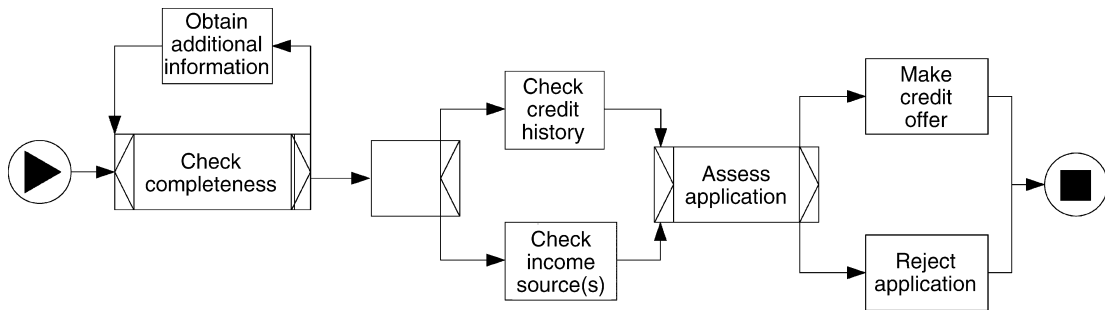 Obtain
additional
information
Check
completeness
Check
credit
history
Check
income
source(s)
Assess
application
Make
credit
offer
Reject
application